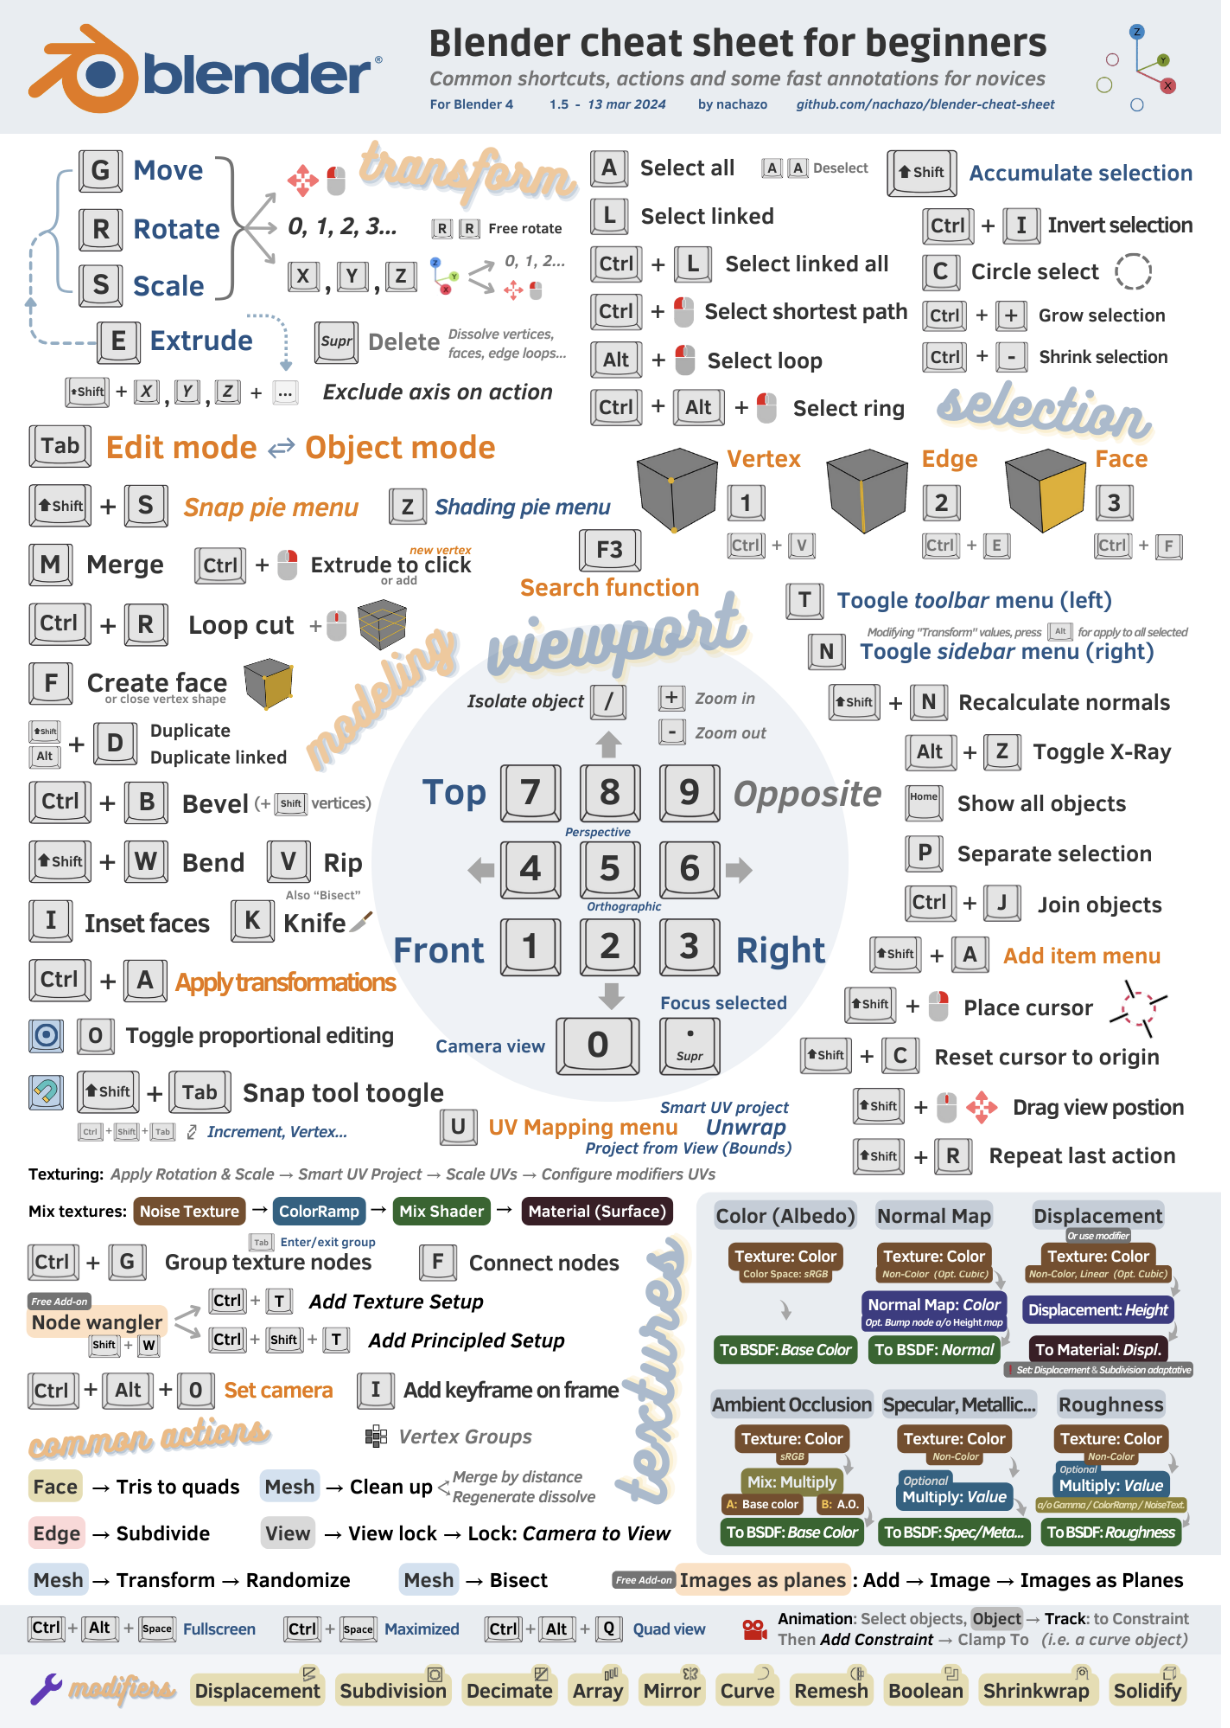 blender®
Blender cheat sheet for beginners
Common shortcuts, actions and some fast annotations for novices
For Blender 4 1.5 - 13 mar 2024 by nachazo github.com/nachazo/blender-cheat-sheet
Z Y X
transform
G Move
R Rotate
S Scale
0, 1, 2, 3...
R R Free rotate
X , Y , Z
Z Y X
0, 1, 2...
E Extrude
Supr Delete Dissolve vertices,
faces, edge loops...
Shift + X , Y , Z + ... Exclude axis on action
A Select all A A Deselect
Shift Accumulate selection
L Select linked
Ctrl + I Invert selection
Ctrl + L Select linked all
C Circle select
Ctrl + Select shortest path
Ctrl + + Grow selection
Alt + Select loop
Ctrl + - Shrink selection
Ctrl + Alt + Select ring
selection
Tab Edit mode ⇄ Object mode
Vertex Edge Face
1 2 3
Ctrl + V Ctrl + E Ctrl + F
Shift + S Snap pie menu
Z Shading pie menu
F3
Search function
M Merge
Ctrl + Extrude to click
new vertex
or add
Ctrl + R Loop cut +
F Create face
or close vertex shape
modeling
Shift
Alt + D Duplicate
Duplicate linked
Ctrl + B Bevel (+ Shift vertices)
Shift + W Bend V Rip
Also "Bisect"
I Inset faces K Knife
Ctrl + A Apply transformations
O Toggle proportional editing
Shift + Tab Snap tool toogle
Ctrl + Shift + Tab Increment, Vertex...
viewport
Isolate object /
+ Zoom in
- Zoom out
Top 7 8 9 Opposite
Perspective
4 5 6
Orthographic
Front 1 2 3 Right
Focus selected
Camera view 0 . Supr
T Toogle toolbar menu (left)
Modifying "Transform" values, press Alt for apply to all selected
N Toogle sidebar menu (right)
Shift + N Recalculate normals
Alt + Z Toggle X-Ray
Home Show all objects
P Separate selection
Ctrl + J Join objects
Shift + A Add item menu
Shift + Place cursor
Shift + C Reset cursor to origin
Shift + Drag view postion
Shift + R Repeat last action
U UV Mapping menu
Smart UV project
Unwrap
Project from View (Bounds)
Texturing: Apply Rotation & Scale → Smart UV Project → Scale UVs → Configure modifiers UVs
Mix textures: Noise Texture → ColorRamp → Mix Shader → Material (Surface)
Tab Enter/exit group
Ctrl + G Group texture nodes F Connect nodes
Free Add-on
Node wangler
Shift + W
Ctrl + T Add Texture Setup
Ctrl + Shift + T Add Principled Setup
Ctrl + Alt + 0 Set camera
I Add keyframe on frame
textures
common actions
Vertex Groups
Face → Tris to quads
Mesh → Clean up
Merge by distance
Regenerate dissolve
Edge → Subdivide
View → View lock → Lock: Camera to View
Mesh → Transform → Randomize
Mesh → Bisect
Free Add-on Images as planes : Add → Image → Images as Planes
Color (Albedo)
Texture: Color
Color Space: sRGB
To BSDF: Base Color
Normal Map
Texture: Color
Non-Color (Opt. Cubic)
Normal Map: Color
Opt. Bump node a/o Height map
To BSDF: Normal
Displacement
Or use modifier
Texture: Color
Non-Color, Linear (Opt. Cubic)
Displacement: Height
To Material: Displ.
! Set: Displacement & Subdivision adaptative
Ambient Occlusion
Texture: Color
sRGB
Mix: Multiply
A: Base color B: A.O.
To BSDF: Base Color
Specular, Metallic...
Texture: Color
Non-Color
Optional
Multiply: Value
To BSDF: Spec/Meta...
Roughness
Texture: Color
Non-Color
Optional
Multiply: Value
a/o Gamma / ColorRamp / NoiseText.
To BSDF: Roughness
Ctrl + Alt + Space Fullscreen
Ctrl + Space Maximized
Ctrl + Alt + Q Quad view
Animation: Select objects, Object → Track: to Constraint
Then Add Constraint → Clamp To (i.e. a curve object)
modifiers
Displacement Subdivision Decimate Array Mirror Curve Remesh Boolean Shrinkwrap Solidify